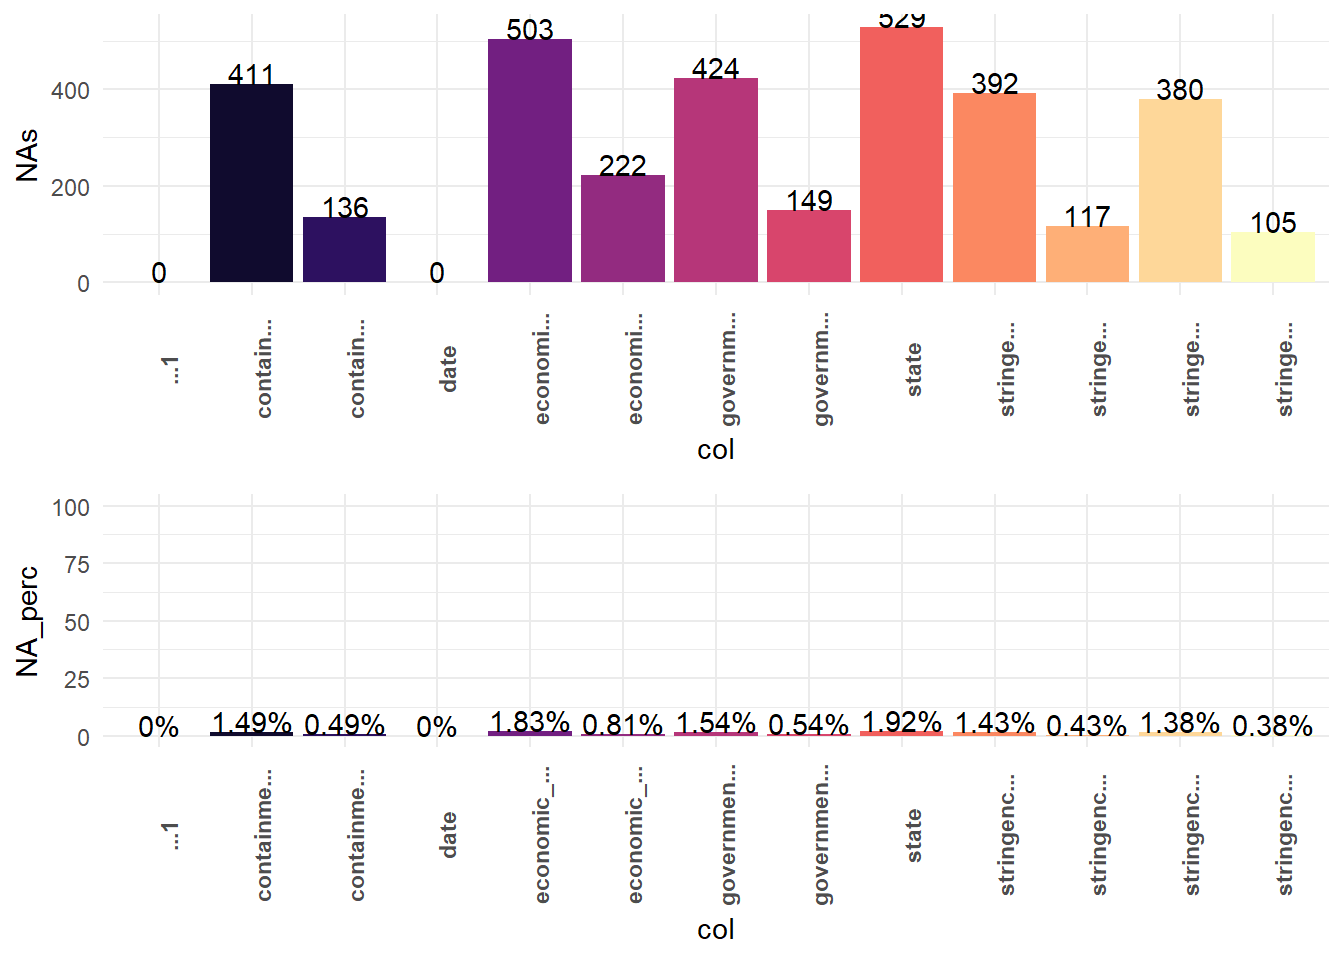 NAs
400
200
0
0
411
136
0
503
222
424
149
529
392
117
380
105
...1
contain...
contain...
date
economi...
economi...
governm...
governm...
state
stringe...
stringe...
stringe...
stringe...
col
NA_perc
100
75
50
25
0
0%
1.49%
0.49%
0%
1.83%
0.81%
1.54%
0.54%
1.92%
1.43%
0.43%
1.38%
0.38%
...1
containme...
containme...
date
economic_...
economic_...
governmen...
governmen...
state
stringenc...
stringenc...
stringenc...
stringenc...
col